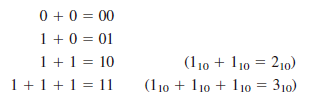 0 + 0 = 00
1 + 0 = 01
1 + 1 = 10 (1₁₀ + 1₁₀ = 2₁₀)
1 + 1 + 1 = 11 (1₁₀ + 1₁₀ + 1₁₀ = 3₁₀)